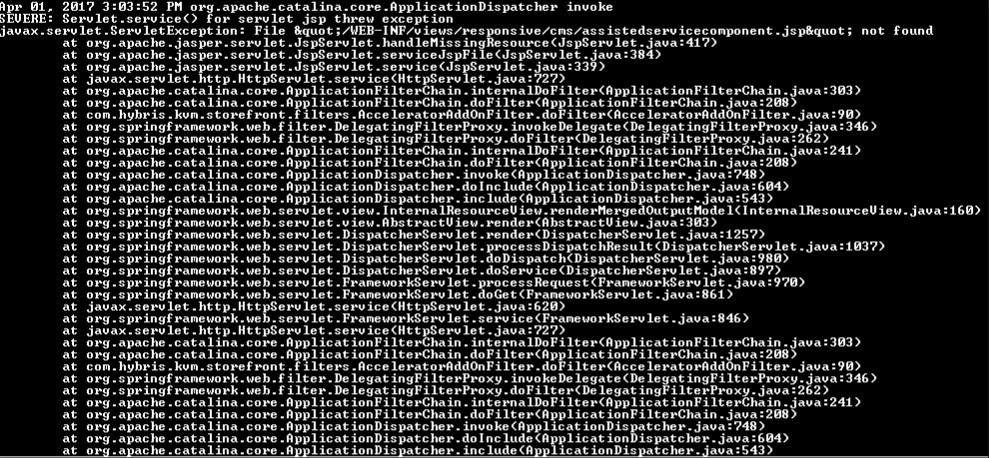 Apr 01, 2017 3:03:52 PM org.apache.catalina.core.ApplicationDispatcher invoke
SEVERE: Servlet.service() for servlet jsp threw exception
javax.servlet.ServletException: File &quot;/WEB-INF/views/responsive/cms/assistedservicecomponent.jsp&quot; not found
at org.apache.jasper.servlet.JspServlet.handleMissingResource(JspServlet.java:417)
at org.apache.jasper.servlet.JspServlet.serviceJspFile(JspServlet.java:384)
at org.apache.jasper.servlet.JspServlet.service(JspServlet.java:339)
at javax.servlet.http.HttpServlet.service(HttpServlet.java:727)
at org.apache.catalina.core.ApplicationFilterChain.internalDoFilter(ApplicationFilterChain.java:303)
at org.apache.catalina.core.ApplicationFilterChain.doFilter(ApplicationFilterChain.java:208)
at com.hybris.kvm.storefront.filters.AcceleratorAddOnFilter.doFilter(AcceleratorAddOnFilter.java:90)
at org.springframework.web.filter.DelegatingFilterProxy.invokeDelegate(DelegatingFilterProxy.java:346)
at org.springframework.web.filter.DelegatingFilterProxy.doFilter(DelegatingFilterProxy.java:262)
at org.apache.catalina.core.ApplicationFilterChain.internalDoFilter(ApplicationFilterChain.java:241)
at org.apache.catalina.core.ApplicationFilterChain.doFilter(ApplicationFilterChain.java:208)
at org.apache.catalina.core.ApplicationDispatcher.invoke(ApplicationDispatcher.java:748)
at org.apache.catalina.core.ApplicationDispatcher.doInclude(ApplicationDispatcher.java:604)
at org.apache.catalina.core.ApplicationDispatcher.include(ApplicationDispatcher.java:543)
at org.springframework.web.servlet.view.InternalResourceView.renderMergedOutputModel(InternalResourceView.java:160)
at org.springframework.web.servlet.view.AbstractView.render(AbstractView.java:303)
at org.springframework.web.servlet.DispatcherServlet.render(DispatcherServlet.java:1257)
at org.springframework.web.servlet.DispatcherServlet.processDispatchResult(DispatcherServlet.java:1037)
at org.springframework.web.servlet.DispatcherServlet.doDispatch(DispatcherServlet.java:980)
at org.springframework.web.servlet.DispatcherServlet.doService(DispatcherServlet.java:897)
at org.springframework.web.servlet.FrameworkServlet.processRequest(FrameworkServlet.java:970)
at org.springframework.web.servlet.FrameworkServlet.doGet(FrameworkServlet.java:861)
at javax.servlet.http.HttpServlet.service(HttpServlet.java:620)
at org.springframework.web.servlet.FrameworkServlet.service(FrameworkServlet.java:846)
at javax.servlet.http.HttpServlet.service(HttpServlet.java:727)
at org.apache.catalina.core.ApplicationFilterChain.internalDoFilter(ApplicationFilterChain.java:303)
at org.apache.catalina.core.ApplicationFilterChain.doFilter(ApplicationFilterChain.java:208)
at com.hybris.kvm.storefront.filters.AcceleratorAddOnFilter.doFilter(AcceleratorAddOnFilter.java:90)
at org.springframework.web.filter.DelegatingFilterProxy.invokeDelegate(DelegatingFilterProxy.java:346)
at org.springframework.web.filter.DelegatingFilterProxy.doFilter(DelegatingFilterProxy.java:262)
at org.apache.catalina.core.ApplicationFilterChain.internalDoFilter(ApplicationFilterChain.java:241)
at org.apache.catalina.core.ApplicationFilterChain.doFilter(ApplicationFilterChain.java:208)
at org.apache.catalina.core.ApplicationDispatcher.invoke(ApplicationDispatcher.java:748)
at org.apache.catalina.core.ApplicationDispatcher.doInclude(ApplicationDispatcher.java:604)
at org.apache.catalina.core.ApplicationDispatcher.include(ApplicationDispatcher.java:543)